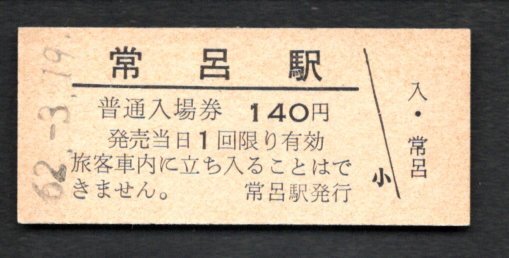 62.-3.19.
常呂駅
普通入場券 140円
発売当日1回限り有効
旅客車内に立ち入ることはで
きません。 常呂駅発行
小
入・常呂